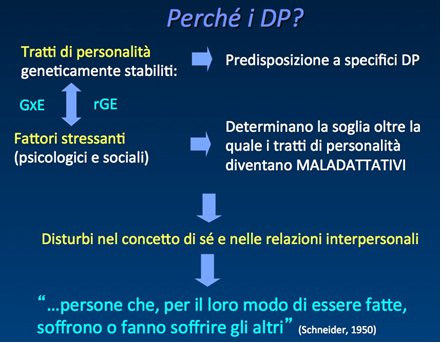 Perché i DP?
Tratti di personalità
geneticamente stabiliti:
Predisposizione a specifici DP
GxE
rGE
Fattori stressanti
(psicologici e sociali)
Determinano la soglia oltre la
quale i tratti di personalità
diventano MALADATTATIVI
Disturbi nel concetto di sé e nelle relazioni interpersonali
“…persone che, per il loro modo di essere fatte,
soffrono o fanno soffrire gli altri” (Schneider, 1950)